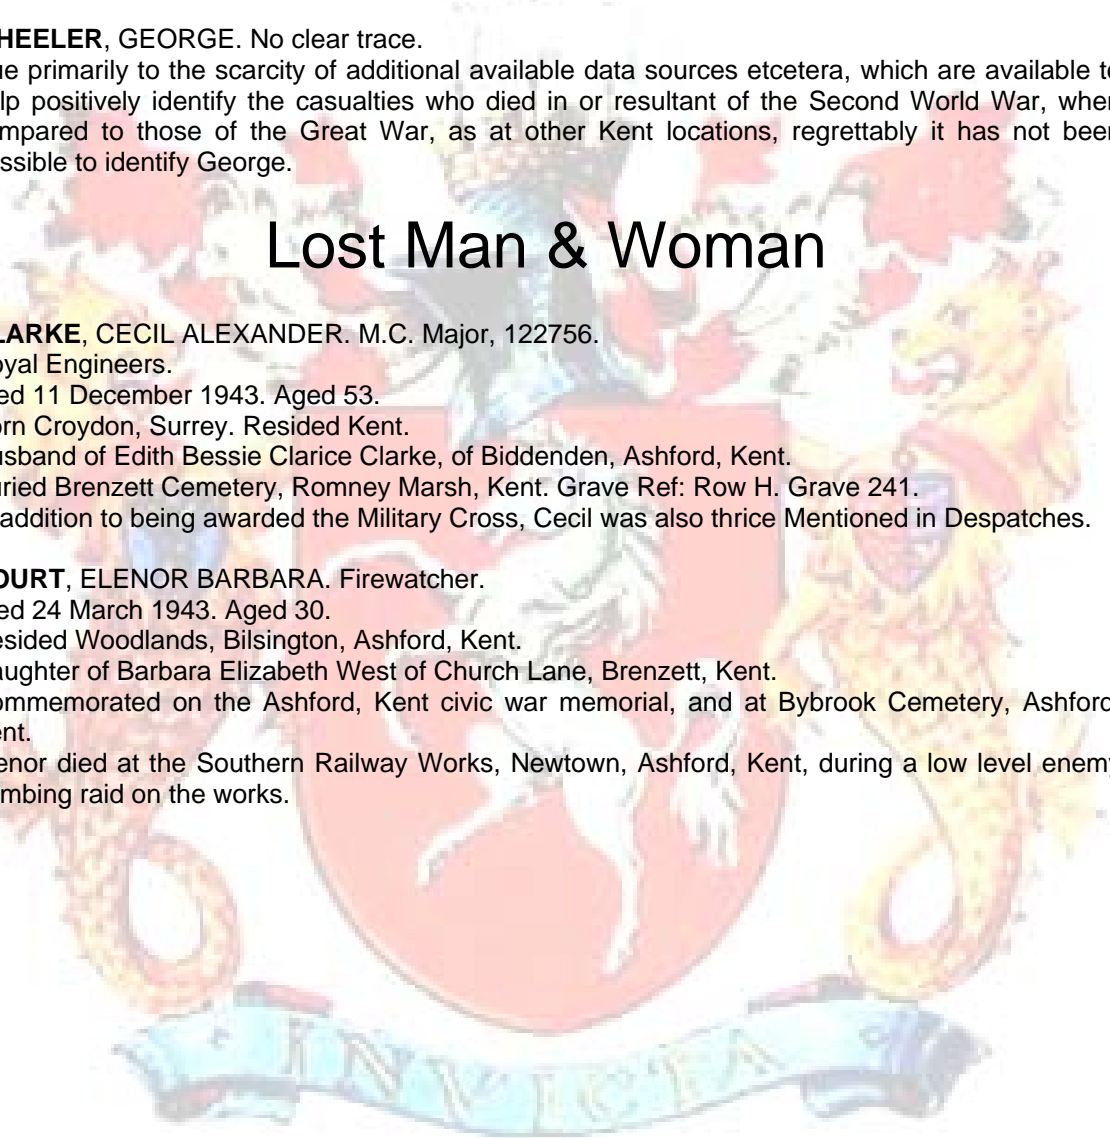 HEELER, GEORGE. No clear trace.
ue primarily to the scarcity of additional available data sources etcetera, which are available to
lp positively identify the casualties who died in or resultant of the Second World War, when
mpared to those of the Great War, as at other Kent locations, regrettably it has not been
ssible to identify George.
Lost Man & Woman
LARKE, CECIL ALEXANDER. M.C. Major, 122756.
oyal Engineers.
ed 11 December 1943. Aged 53.
orn Croydon, Surrey. Resided Kent.
usband of Edith Bessie Clarice Clarke, of Biddenden, Ashford, Kent.
uried Brenzett Cemetery, Romney Marsh, Kent. Grave Ref: Row H. Grave 241.
addition to being awarded the Military Cross, Cecil was also thrice Mentioned in Despatches.
OURT, ELENOR BARBARA. Firewatcher.
ed 24 March 1943. Aged 30.
esided Woodlands, Bilsington, Ashford, Kent.
aughter of Barbara Elizabeth West of Church Lane, Brenzett, Kent.
ommemorated on the Ashford, Kent civic war memorial, and at Bybrook Cemetery, Ashford
ent.
enor died at the Southern Railway Works, Newtown, Ashford, Kent, during a low level enemy
mbing raid on the works.
INVICTA